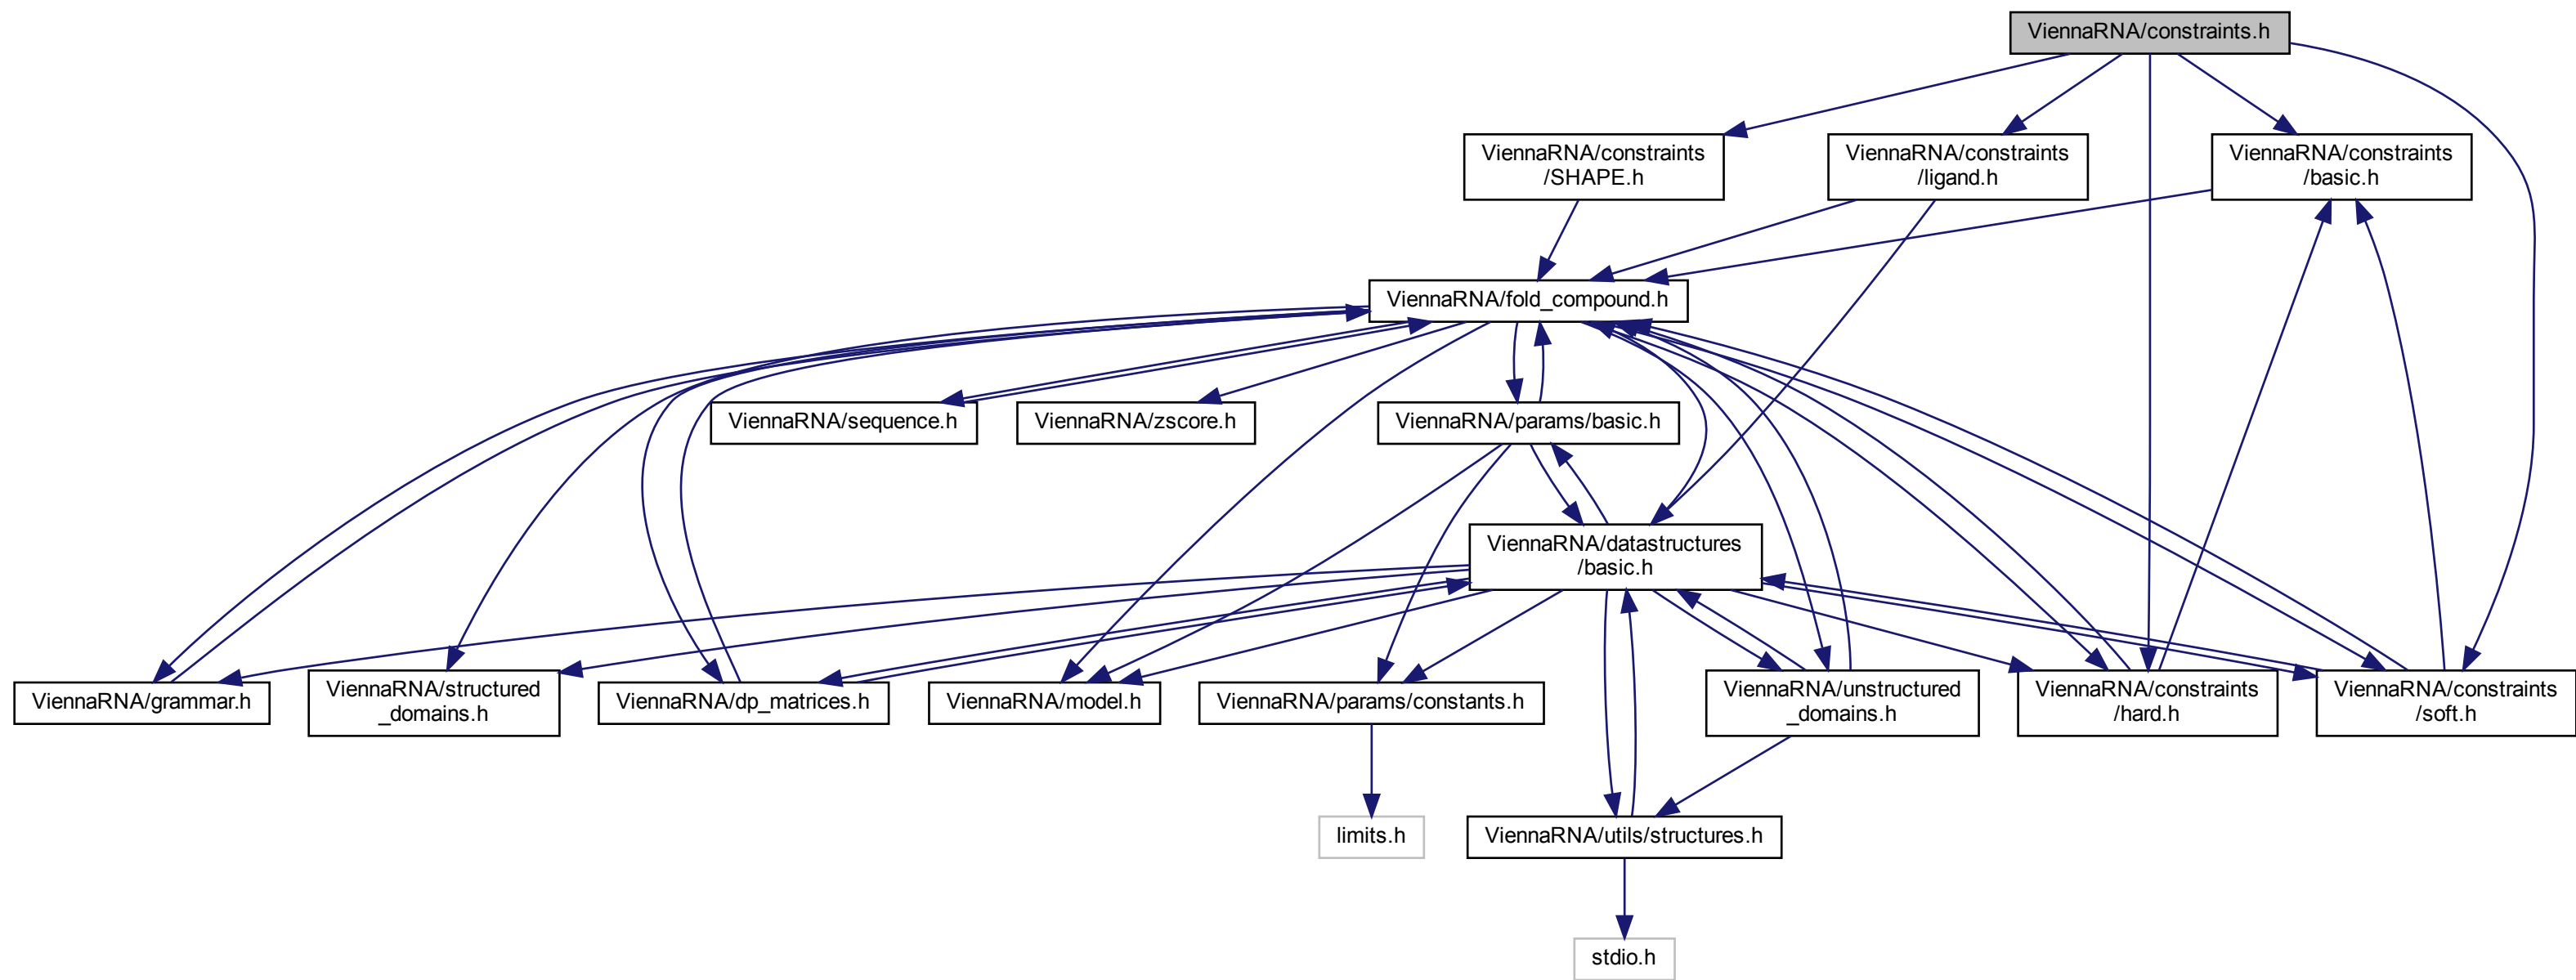 ViennaRNA/constraints.h
ViennaRNA/constraints
/SHAPE.h
ViennaRNA/constraints
/ligand.h
ViennaRNA/constraints
/basic.h
ViennaRNA/fold_compound.h
ViennaRNA/sequence.h
ViennaRNA/zscore.h
ViennaRNA/params/basic.h
ViennaRNA/datastructures
/basic.h
ViennaRNA/grammar.h
ViennaRNA/structured
_domains.h
ViennaRNA/dp_matrices.h
ViennaRNA/model.h
ViennaRNA/params/constants.h
ViennaRNA/unstructured
_domains.h
ViennaRNA/constraints
/hard.h
ViennaRNA/constraints
/soft.h
limits.h
ViennaRNA/utils/structures.h
stdio.h